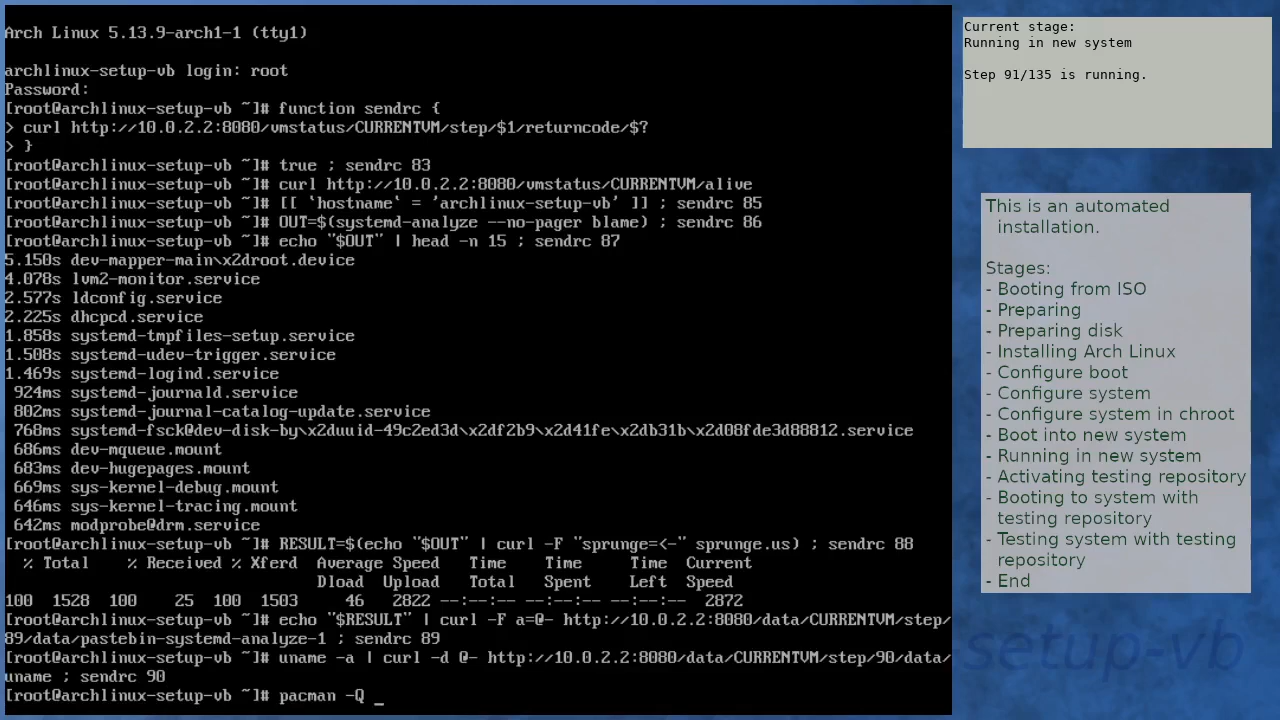 Arch Linux 5.13.9-arch1-1 (tty1)
archlinux-setup-vb login: root
Password:
[root@archlinux-setup-vb ~]# function sendrc {
> curl http://10.0.2.2:8080/vmstatus/CURRENTVM/step/$1/returncode/$?
> }
[root@archlinux-setup-vb ~]# true ; sendrc 83
[root@archlinux-setup-vb ~]# curl http://10.0.2.2:8080/vmstatus/CURRENTVM/alive
[root@archlinux-setup-vb ~]# [[ `hostname` = 'archlinux-setup-vb' ]] ; sendrc 85
[root@archlinux-setup-vb ~]# OUT=$(systemd-analyze --no-pager blame) ; sendrc 86
[root@archlinux-setup-vb ~]# echo "$OUT" | head -n 15 ; sendrc 87
5.150s dev-mapper-main\x2droot.device
4.078s lvm2-monitor.service
2.577s ldconfig.service
2.225s dhcpcd.service
1.858s systemd-tmpfiles-setup.service
1.508s systemd-udev-trigger.service
1.469s systemd-logind.service
924ms systemd-journald.service
802ms systemd-journal-catalog-update.service
768ms systemd-fsck@dev-disk-by\x2duuid-49c2ed3d\x2df2b9\x2d41fe\x2db31b\x2d08fde3d88812.service
686ms dev-mqueue.mount
683ms dev-hugepages.mount
669ms sys-kernel-debug.mount
646ms sys-kernel-tracing.mount
642ms modprobe@drm.service
[root@archlinux-setup-vb ~]# RESULT=$(echo "$OUT" | curl -F "sprunge=<-" sprunge.us) ; sendrc 88
% Total % Received % Xferd Average Speed Time Time Time Current
Dload Upload Total Spent Left Speed
100 1528 100 25 100 1503 46 2822 --:--:-- --:--:-- --:--:-- 2872
[root@archlinux-setup-vb ~]# echo "$RESULT" | curl -F a=@- http://10.0.2.2:8080/data/CURRENTVM/step/
89/data/pastebin-systemd-analyze-1 ; sendrc 89
[root@archlinux-setup-vb ~]# uname -a | curl -d @- http://10.0.2.2:8080/data/CURRENTVM/step/90/data/
uname ; sendrc 90
[root@archlinux-setup-vb ~]# pacman -Q _
Current stage:
Running in new system
Step 91/135 is running.
This is an automated
installation.
Stages:
- Booting from ISO
- Preparing
- Preparing disk
- Installing Arch Linux
- Configure boot
- Configure system
- Configure system in chroot
- Boot into new system
- Running in new system
- Activating testing repository
- Booting to system with
testing repository
- Testing system with testing
repository
- End
setup-vb